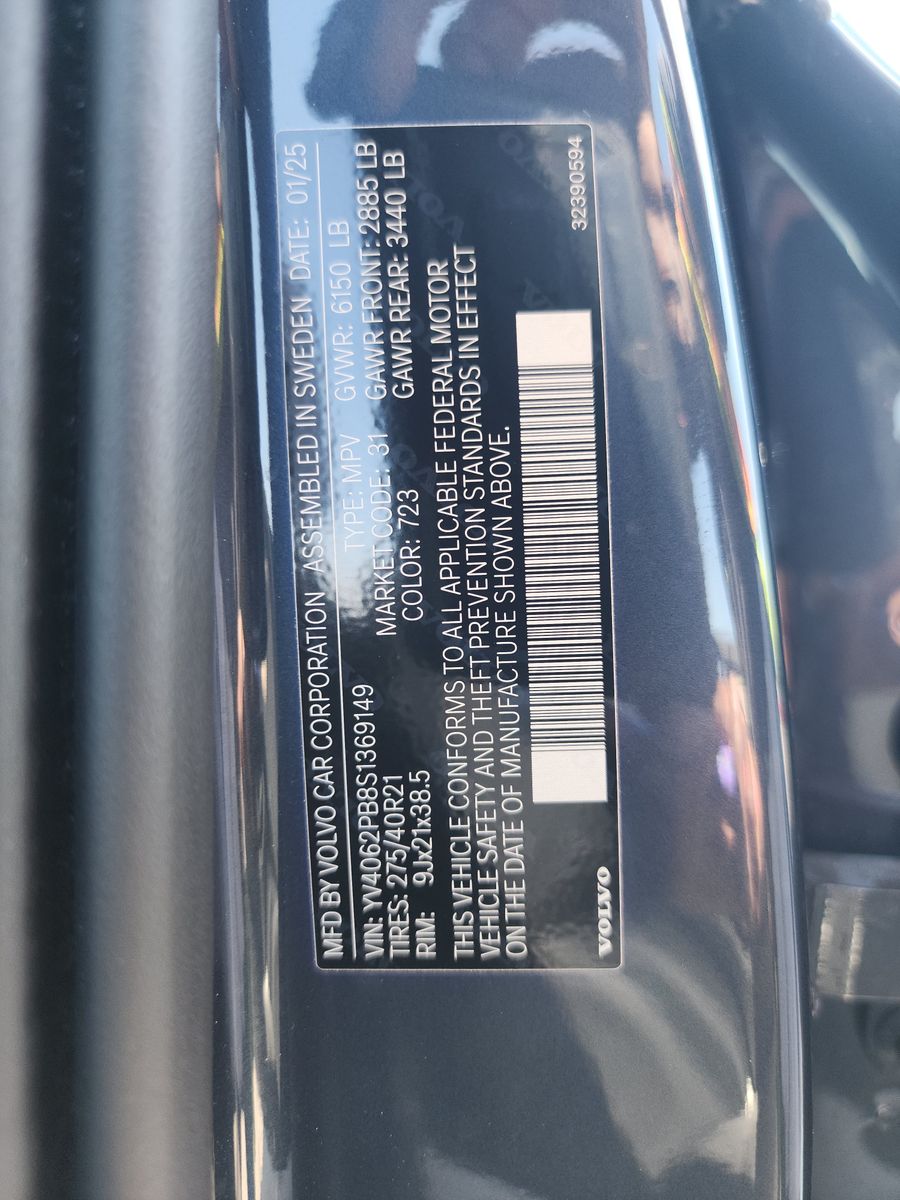 MFD BY VOLVO CAR CORPORATION ASSEMBLED IN SWEDEN DATE: 01/25
VIN: YV4062PB8S1369149 TYPE: MPV GVWR: 6150 LB
TIRES: 275/40R21 MARKET CODE: 31 GAWR FRONT: 2885 LB
RIM: 9Jx21x38.5 COLOR: 723 GAWR REAR: 3440 LB
THIS VEHICLE CONFORMS TO ALL APPLICABLE FEDERAL MOTOR
VEHICLE SAFETY AND THEFT PREVENTION STANDARDS IN EFFECT
ON THE DATE OF MANUFACTURE SHOWN ABOVE.
VOLVO 32390594